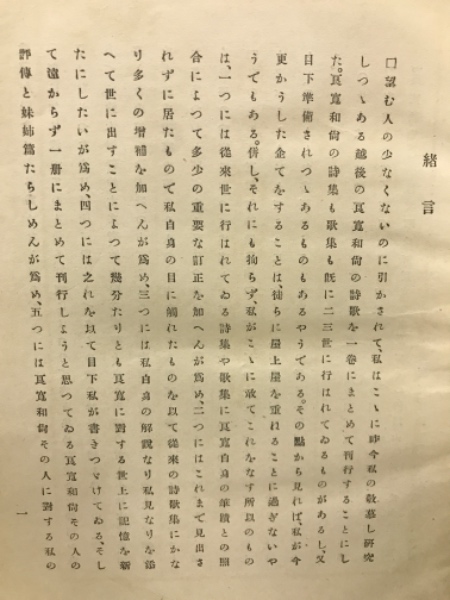 緒言
□認む人の少なくないのに引かされて、私はこゝに昨今私の敬慕し研究
しつゝある越後の良寛和尚の詩歌を一巻にまとめて刊行することにし
た。良寛和尚の詩集も歌集も既に二三世に行はれてゐるものがあるし、又
目下準備されつゝあるものもあるやうである。その點から見れば、私が今
更かうした企てをすることは、徒らに屋上屋を重ねることに過ぎないや
うでもある。併し、それにも拘らず、私がこゝに敢てこれをなす所以のもの
は、一つには從來世に行はれてゐる詩集や歌集に良寛自身の筆蹟との照
合によつて多少の重要な訂正を加へんが爲め、二つにはこれまで見出さ
れずに居たもので私自身の目に觸れたものを以て從來の詩歌集にかな
り多くの增補を加へんが爲め、三つには私自身の解説なり私見なりを添
へて世に出すことによつて幾分たりとも良寛に對する世上に記憶を新
たにしたいが爲め、四つには之れを以て目下私が書きつゞけてゐる、そし
て遠からず一册にまとめて刊行しようと思つてゐる良寛和尚その人の
評傳と妹姉篇たらしめんが爲め、五つには良寛和尚その人に對する私の
一